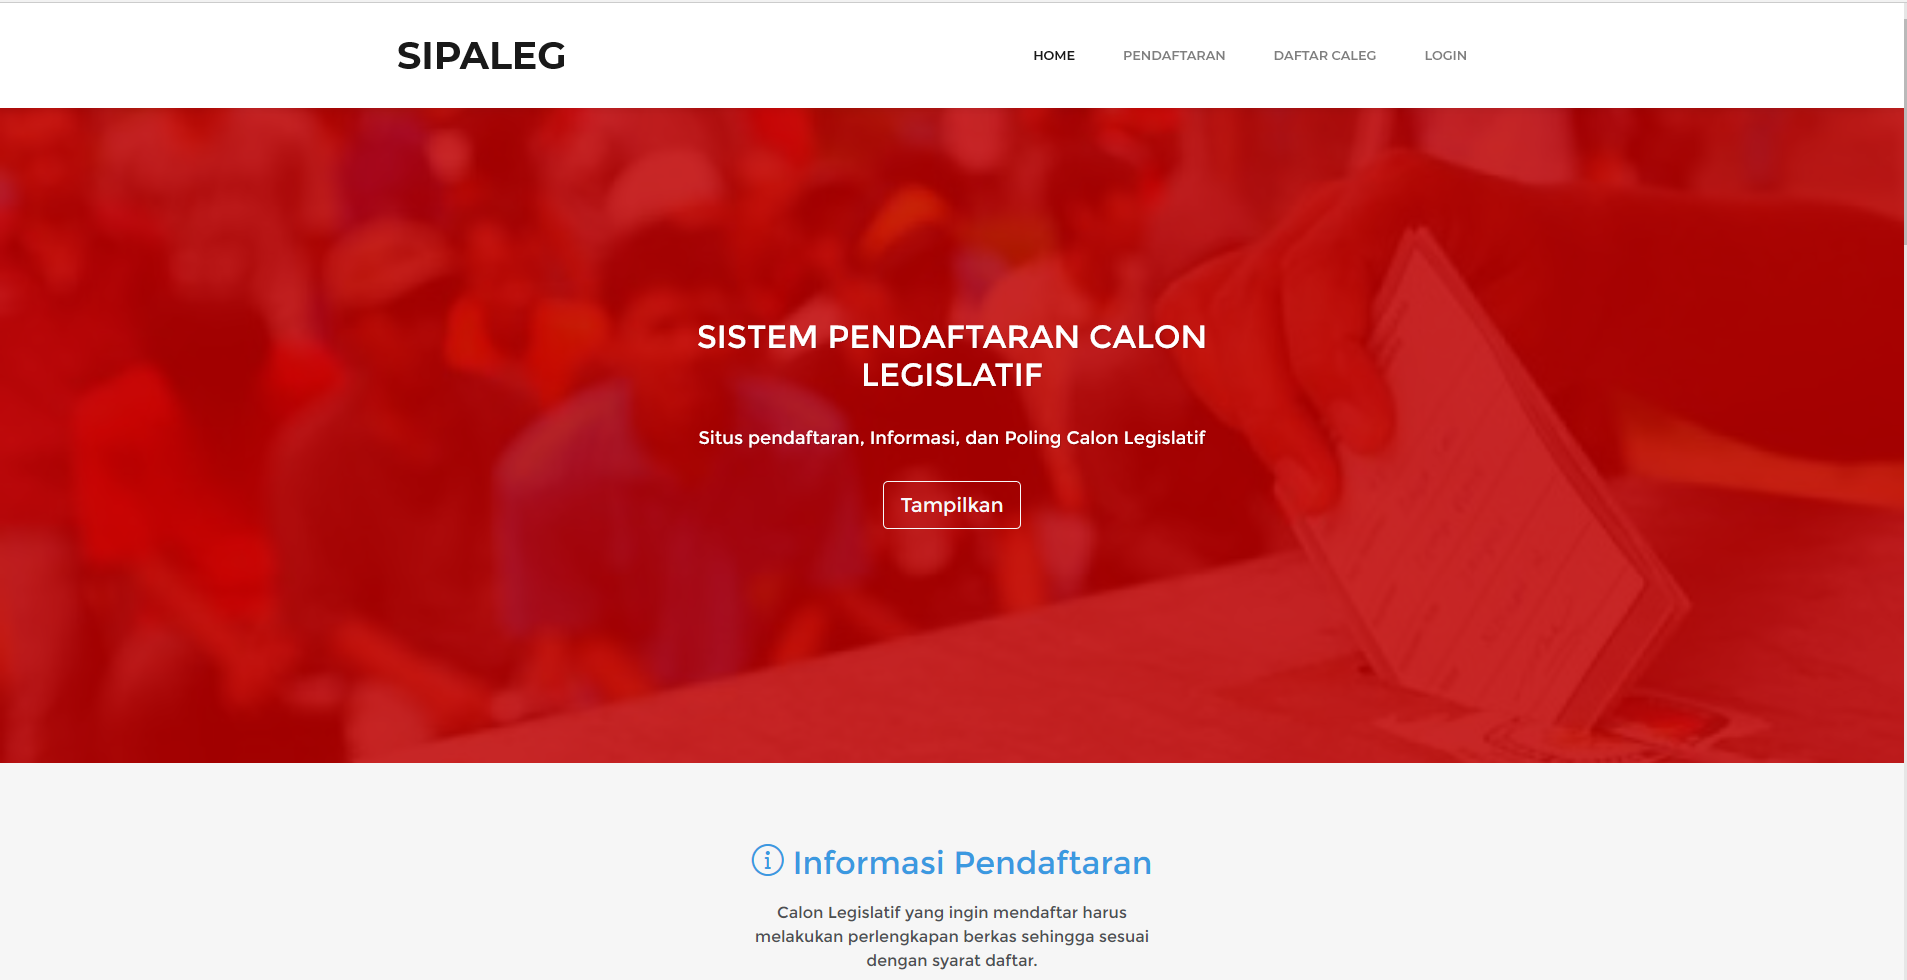 SIPALEG
HOME
PENDAFTARAN
DAFTAR CALEG
LOGIN
SISTEM PENDAFTARAN CALON
LEGISLATIF
Situs pendaftaran, Informasi, dan Poling Calon Legislatif
Tampilkan
Informasi Pendaftaran
Calon Legislatif yang ingin mendaftar harus
melakukan perlengkapan berkas sehingga sesuai
dengan syarat daftar.